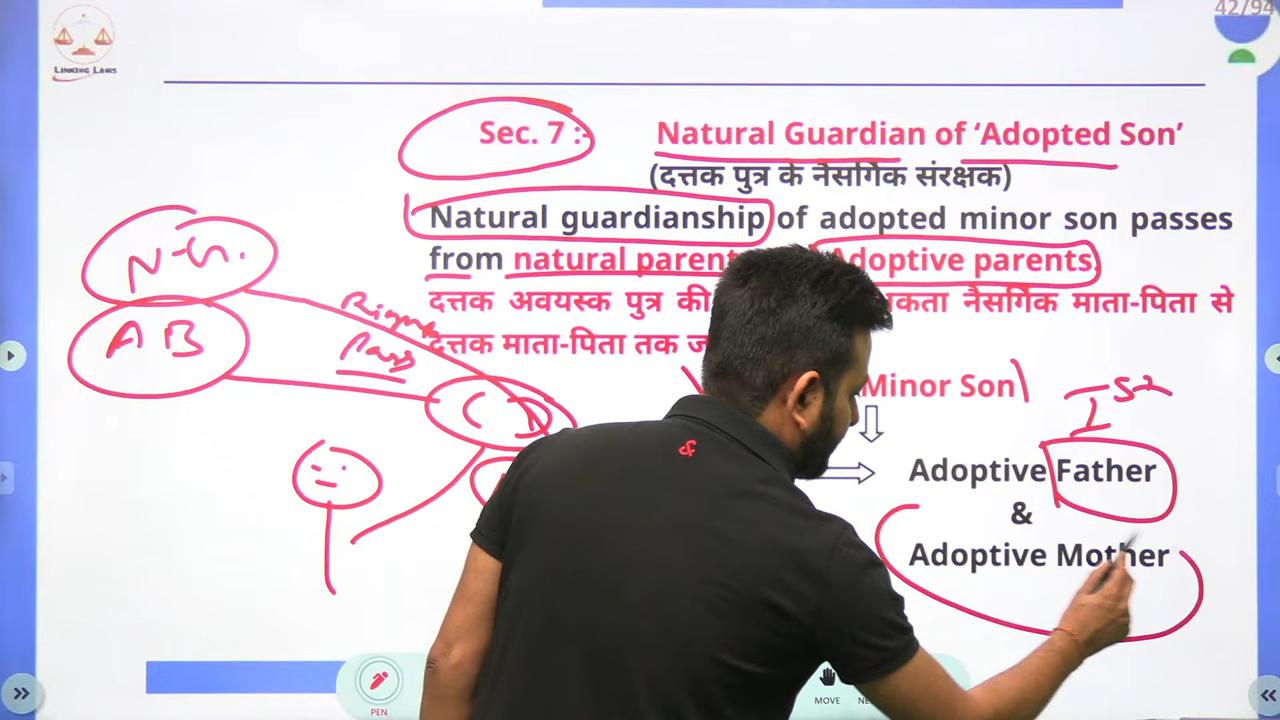 42/94
LINKING LAWS
Sec. 7 :-
Natural Guardian of ‘Adopted Son’
(दत्तक पुत्र के नैसर्गिक संरक्षक)
Natural guardianship of adopted minor son passes
from natural parent Adoptive parents.
दत्तक अवयस्क पुत्र की नैसर्गिक माता-पिता से
दत्तक माता-पिता तक
Minor Son
N.G.
A B
C D
Ist
Adoptive Father
&
Adoptive Mother
PEN
MOVE